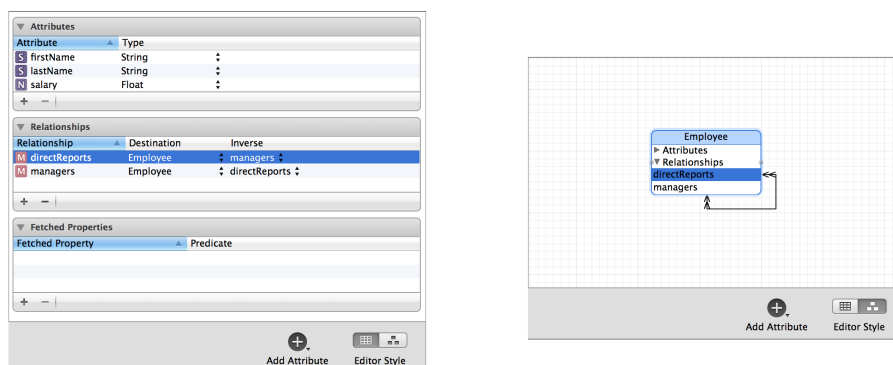 Attributes
Attribute Type
S firstName String
S lastName String
N salary Float
+ −
Relationships
Relationship Destination Inverse
M directReports Employee managers
M managers Employee directReports
+ −
Fetched Properties
Fetched Property Predicate
+ −
Add Attribute Editor Style
Employee
Attributes
Relationships
directReports
managers
Add Attribute Editor Style